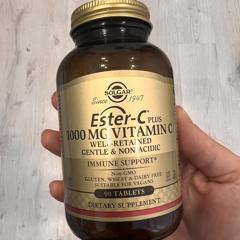 SOLGAR
Since 1947
Ester-C PLUS
1000 MG VITAMIN C
WELL-RETAINED
GENTLE & NON ACIDIC
IMMUNE SUPPORT*
Non-GMO
GLUTEN, WHEAT & DAIRY FREE
SUITABLE FOR VEGANS
90 TABLETS
DIETARY SUPPLEMENT